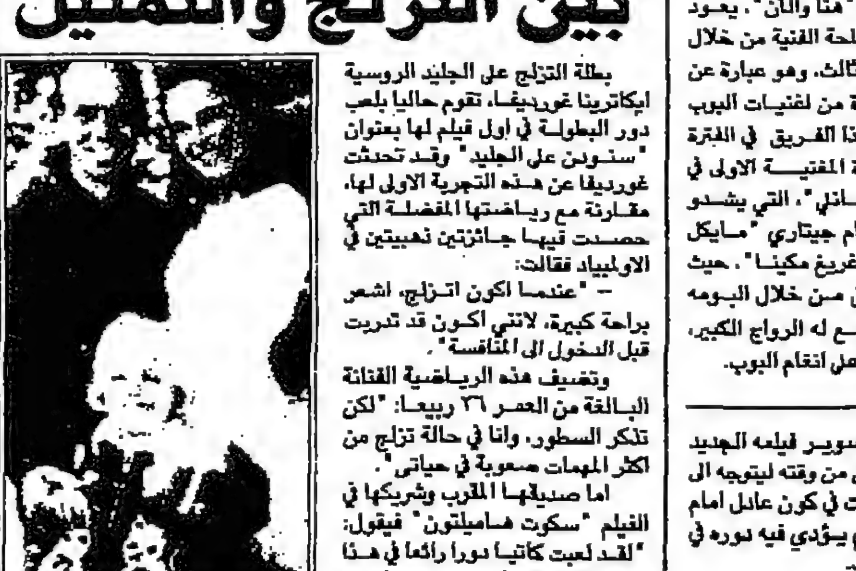 بين التزلج والتمثيل
بطلة التزلج على الجليد الروسية
ايكاترينا غورديفا، تقوم حاليا بلعب
دور البطولة في اول فيلم لها بعنوان
"سنودن على الجليد" وقد تحدثت
غورديفا عن هذه التجربة الاولى لها،
مقارنة مع رياضتها المفضلة التي
حصدت فيها جائزتين ذهبيتين في
الاولمبياد فقالت:
– "عندما اكون اتزلج، اشعر
براحة كبيرة، لانني اكون قد تدربت
قبل الدخول الى المنافسة".
وتضيف هذه الرياضية الفنانة
البالغة من العمر ٢٦ ربيعا: "لكن
تذكر السطور، وانا في حالة تزلج من
اكثر المهمات صعوبة في حياتي".
اما صديقها المقرب وشريكها في
الفيلم "سكوت هاميلتون" فيقول:
"لقد لعبت كاتيا دورا رائعا في هذا
"هنا والآن"، يعود
الفنية من خلال
ثالث، وهو عبارة عن
من اغنيات البوب
الفريق في الفترة
المغنية الاولى في
التي يشدو
جيتاري "مايكل
غريغ مكينا"، حيث
من خلال البومه
له الرواج الكبير،
على انغام البوب.
فيلمه الجديد
من وقته ليتوجه الى
في كون عادل امام
يؤدي فيه دوره في